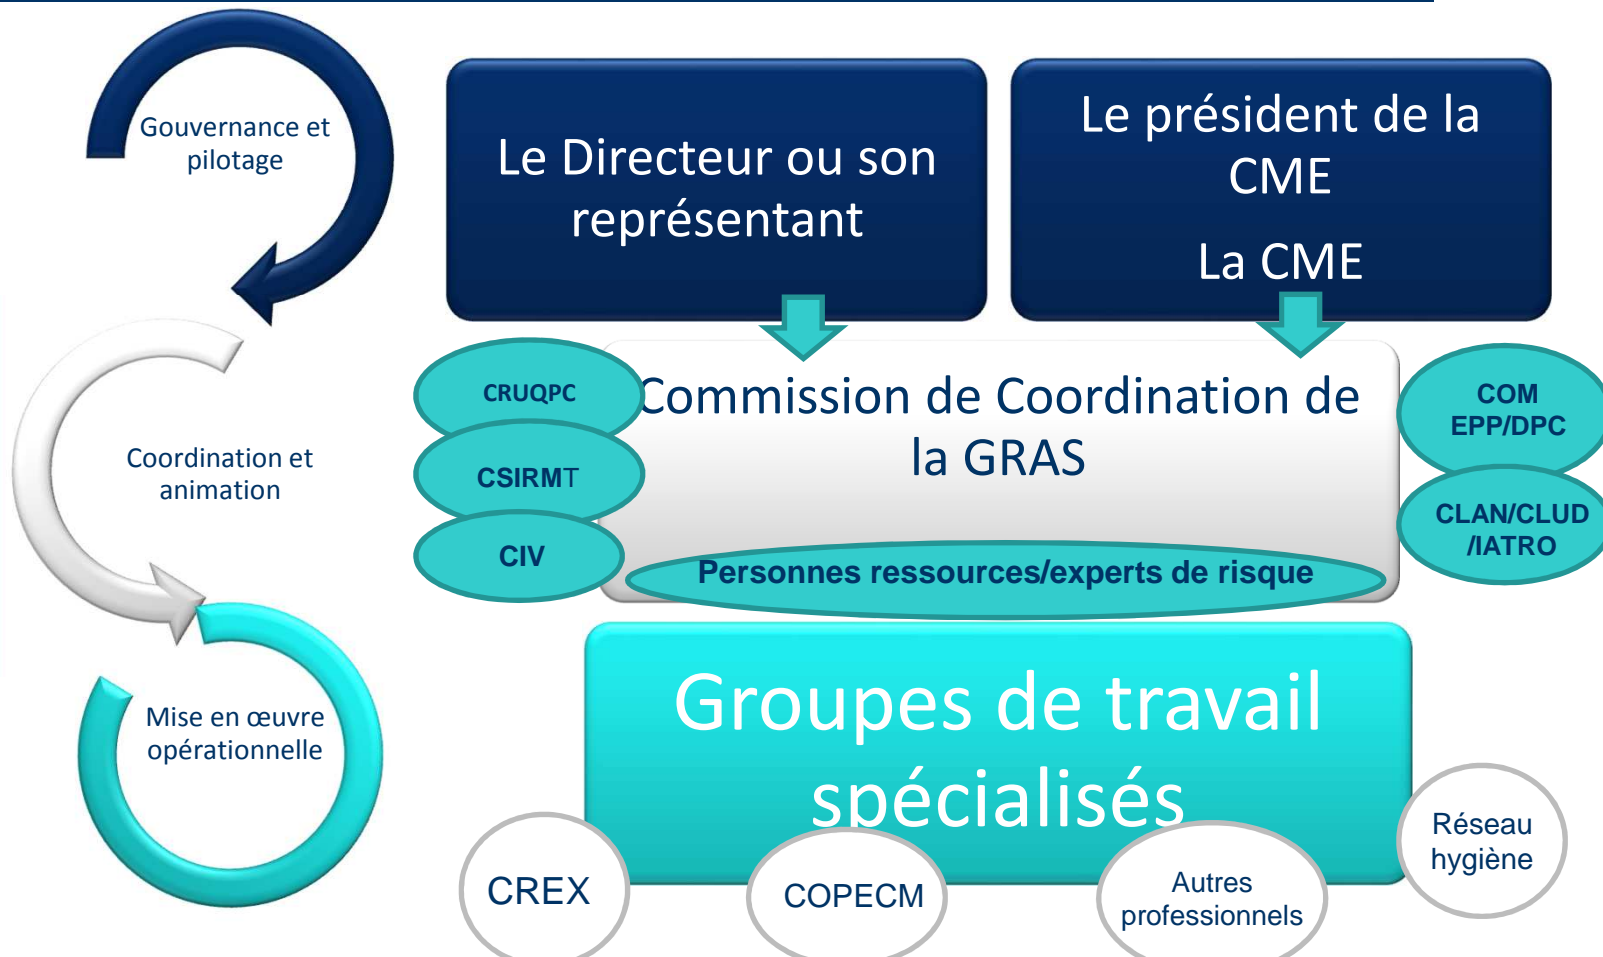 Gouvernance et
pilotage
Le Directeur ou son
représentant
Le président de la
CME
La CME
Coordination et
animation
CRUQPC
CSIRMT
CIV
Commission de Coordination de
la GRAS
COM
EPP/DPC
CLAN/CLUD
/IATRO
Personnes ressources/experts de risque
Mise en œuvre
opérationnelle
Groupes de travail
spécialisés
CREX
COPECM
Autres
professionnels
Réseau
hygiène